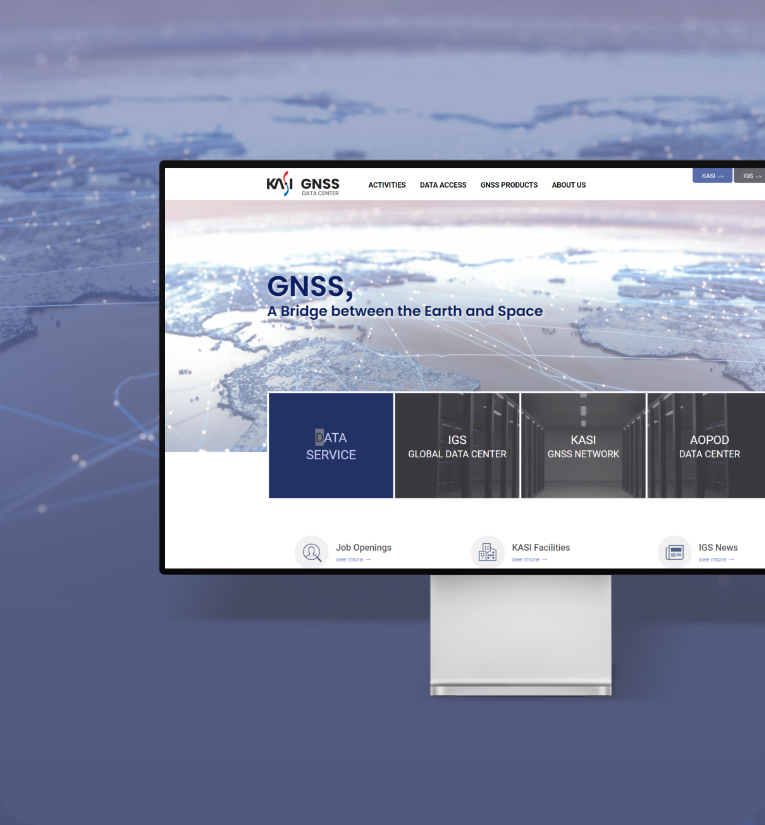 KASI GNSS
DATA CENTER
ACTIVITIES DATA ACCESS GNSS PRODUCTS ABOUT US
KASI → IGS →
GNSS,
A Bridge between the Earth and Space
DATA
SERVICE
IGS
GLOBAL DATA CENTER
KASI
GNSS NETWORK
AOPOD
DATA CENTER
Job Openings
see more →
KASI Facilities
see more →
IGS News
see more →